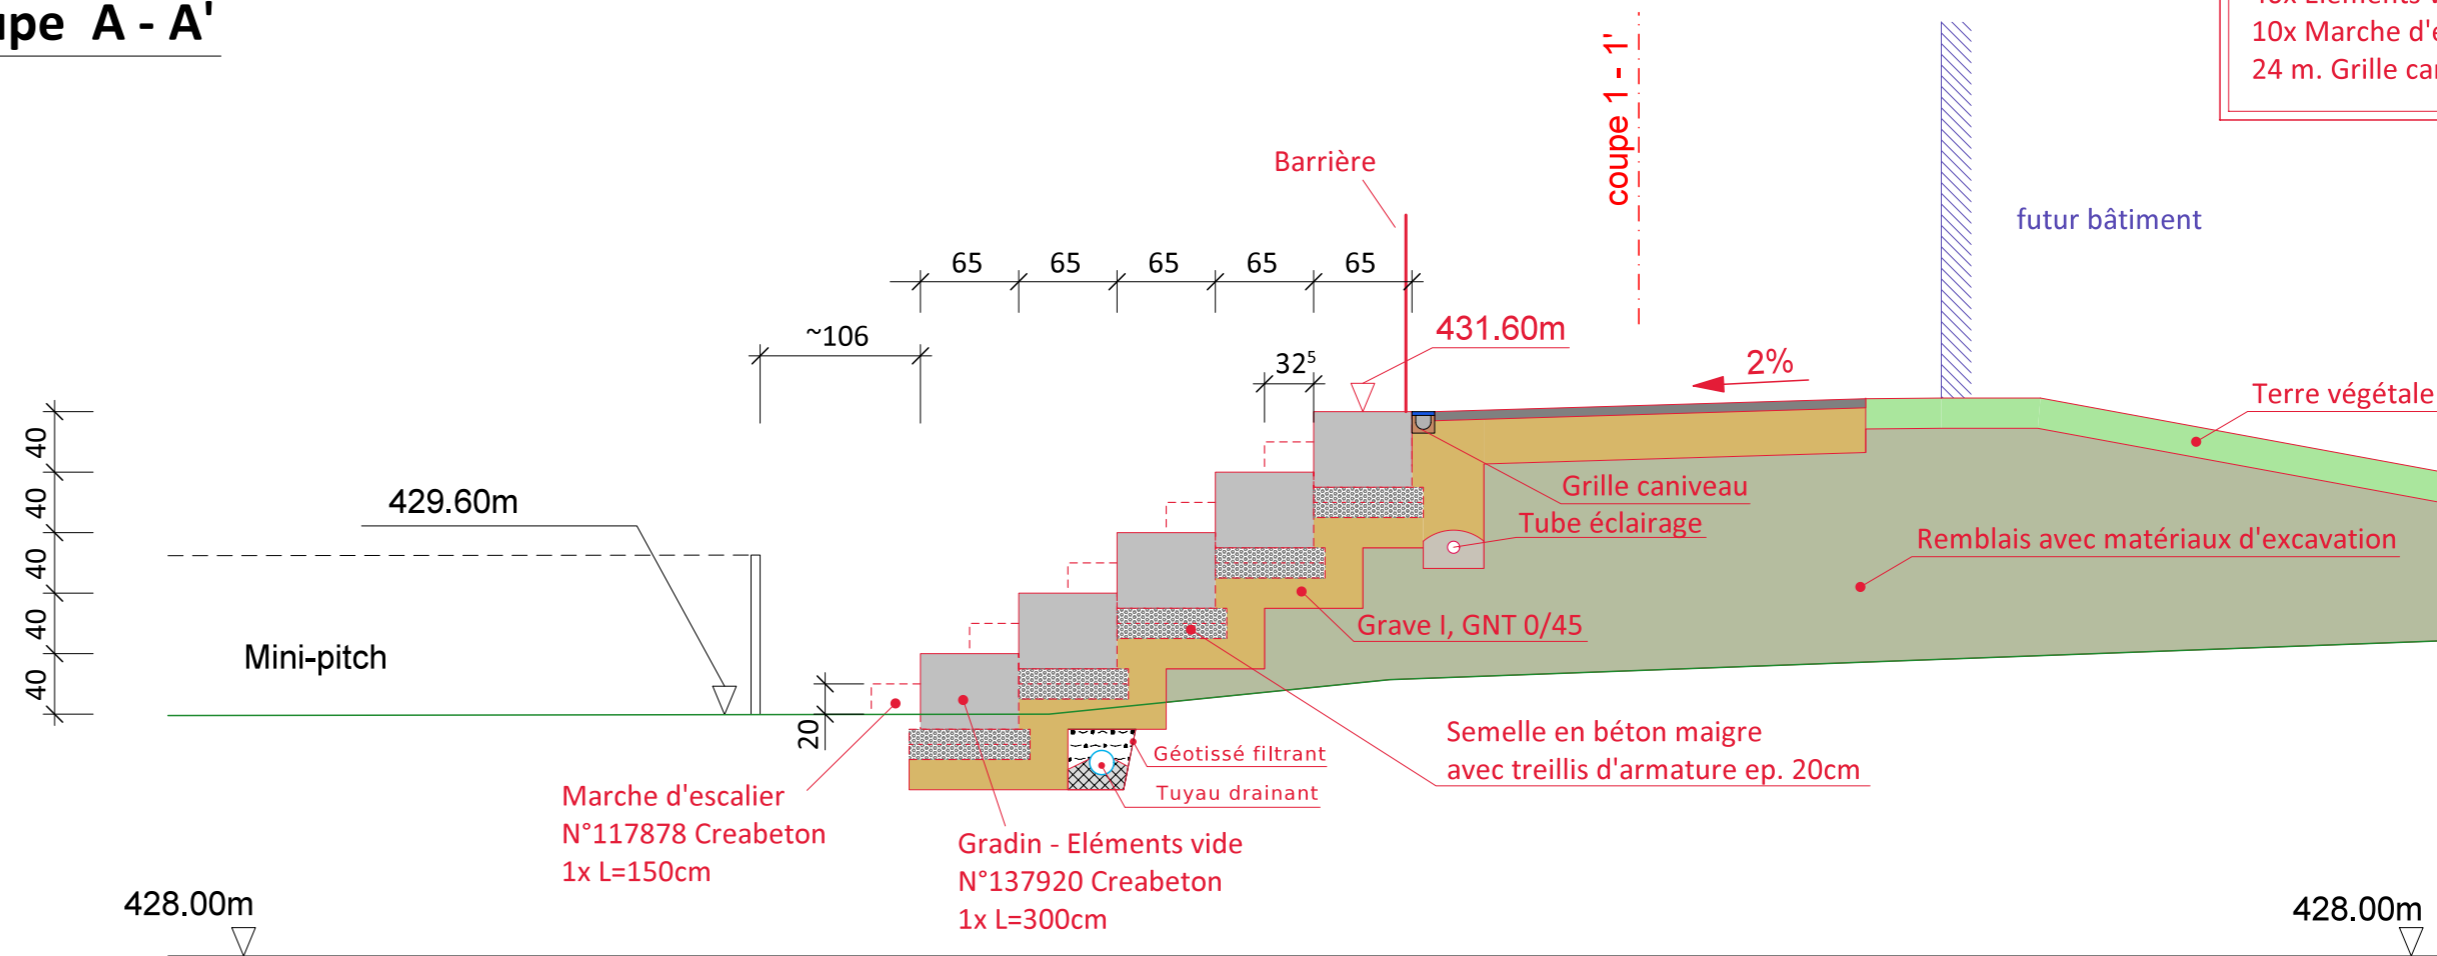 A - A'
10x Marche
24 m. Grille
coupe 1 - 1'
Barrière
futur bâtiment
65 65 65 65 65
~106
431.60m
32⁵
2%
Terre végétale
40
40
40
40
40
429.60m
Grille caniveau
Tube éclairage
Remblais avec matériaux d'excavation
Grave I, GNT 0/45
Mini-pitch
20
Semelle en béton maigre
avec treillis d'armature ep. 20cm
Géotissé filtrant
Tuyau drainant
Marche d'escalier
N°117878 Creabeton
1x L=150cm
Gradin - Eléments vide
N°137920 Creabeton
1x L=300cm
428.00m
428.00m